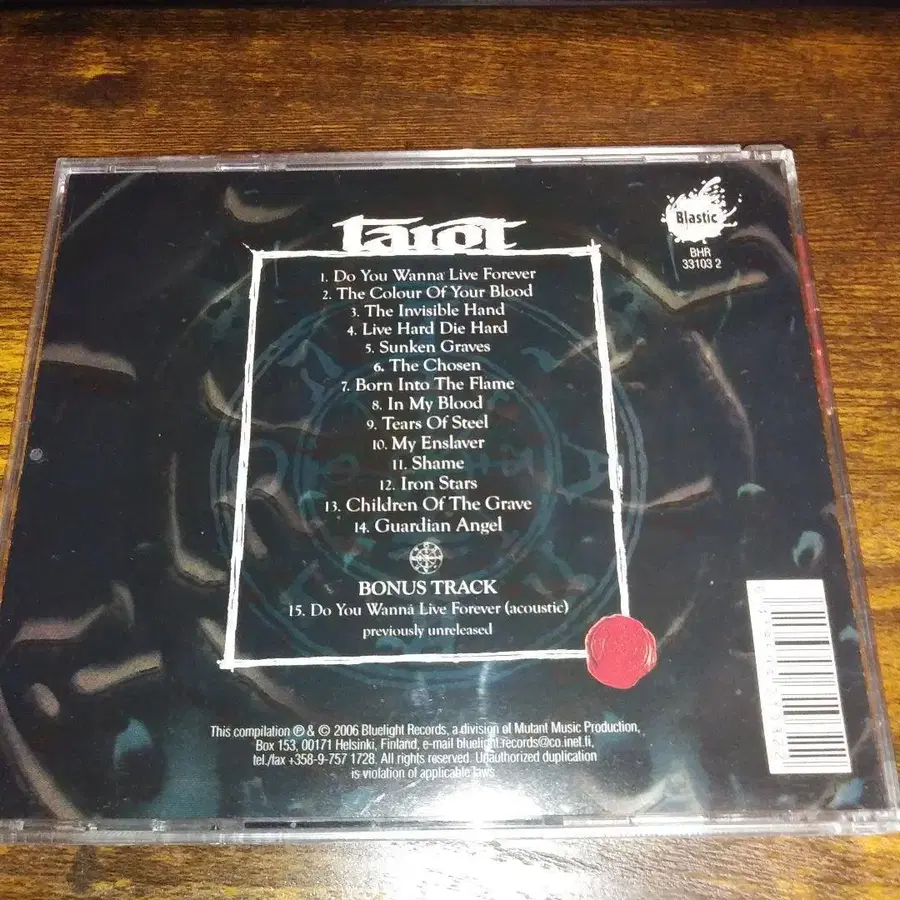 Blastic
BHR
33103 2
tarot
1. Do You Wanna Live Forever
2. The Colour Of Your Blood
3. The Invisible Hand
4. Live Hard Die Hard
5. Sunken Graves
6. The Chosen
7. Born Into The Flame
8. In My Blood
9. Tears Of Steel
10. My Enslaver
11. Shame
12. Iron Stars
13. Children Of The Grave
14. Guardian Angel
BONUS TRACK
15. Do You Wanna Live Forever (acoustic)
previously unreleased
This compilation ℗ & © 2006 Bluelight Records, a division of Mutant Music Production,
Box 153, 00171 Helsinki, Finland, e-mail bluelight.records@co.inet.fi,
tel./fax +358-9-757 1728. All rights reserved. Unauthorized duplication
is violation of applicable laws